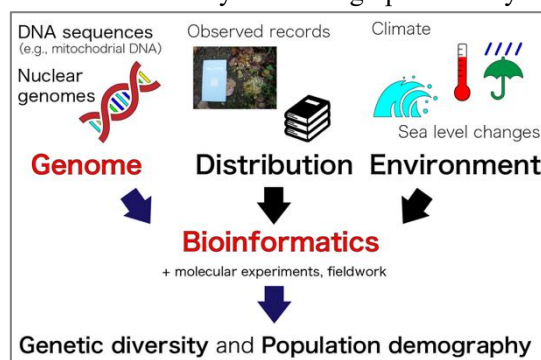 DNA sequences
(e.g., mitochodrial DNA)
Nuclear
genomes
Genome
Observed records
Distribution
Climate
Sea level changes
Environment
Bioinformatics
+ molecular experiments, fieldwork
Genetic diversity and Population demography